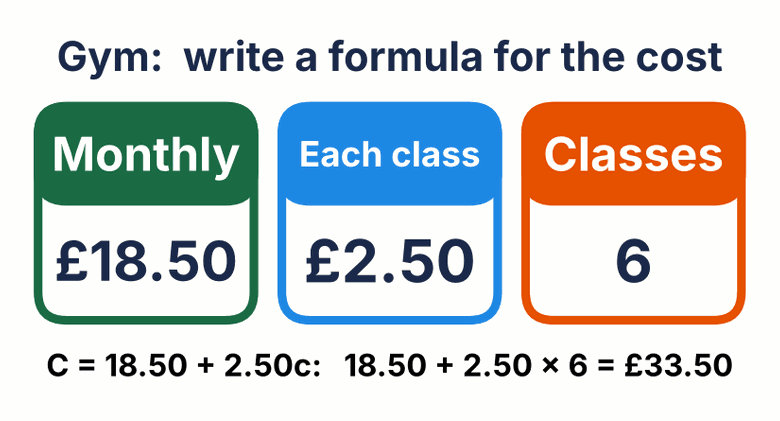 Gym: write a formula for the cost
Monthly
Each class
Classes
£18.50
£2.50
6
C = 18.50 + 2.50c: 18.50 + 2.50 × 6 = £33.50